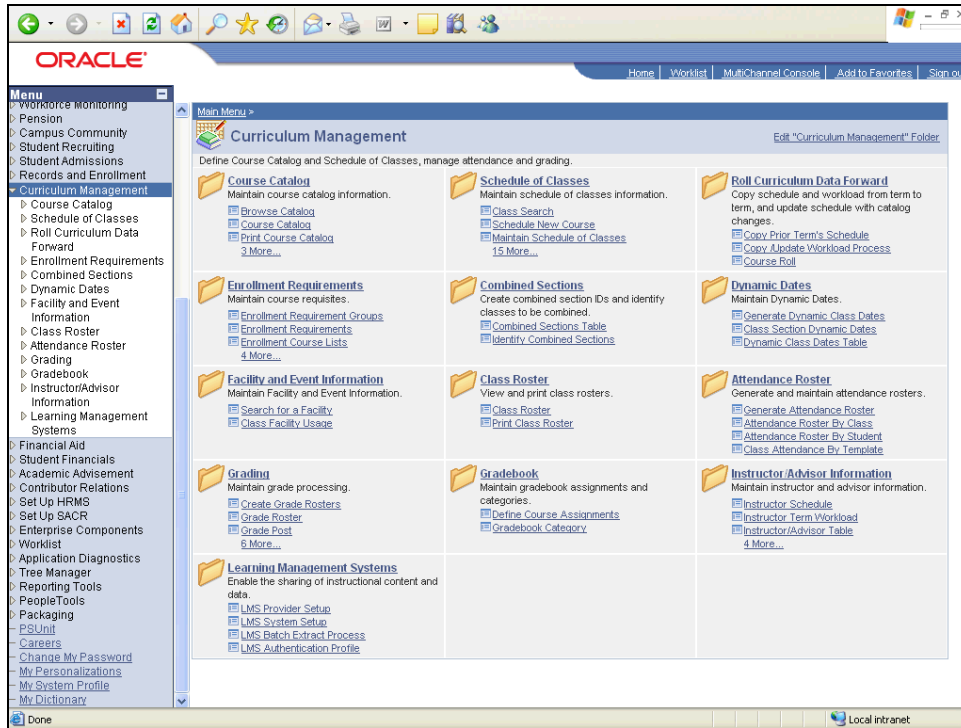 ORACLE'
Home | Worklist | MultiChannel Console | Add to Favorites | Sign ou
Menu
Workforce Monitoring
Pension
Campus Community
Student Recruiting
Student Admissions
Records and Enrollment
Curriculum Management
Course Catalog
Schedule of Classes
Roll Curriculum Data
Forward
Enrollment Requirements
Combined Sections
Dynamic Dates
Facility and Event
Information
Class Roster
Attendance Roster
Grading
Gradebook
Instructor/Advisor
Information
Learning Management
Systems
Financial Aid
Student Financials
Academic Advisement
Contributor Relations
Set Up HRMS
Set Up SACR
Enterprise Components
Worklist
Application Diagnostics
Tree Manager
Reporting Tools
PeopleTools
Packaging
PSUnit
Careers
Change My Password
My Personalizations
My System Profile
My Dictionary
Main Menu >
Curriculum Management
Edit "Curriculum Management" Folder
Define Course Catalog and Schedule of Classes, manage attendance and grading.
Course Catalog
Maintain course catalog information.
Browse Catalog
Course Catalog
Print Course Catalog
3 More...
Schedule of Classes
Maintain schedule of classes information.
Class Search
Schedule New Course
Maintain Schedule of Classes
15 More...
Roll Curriculum Data Forward
Copy schedule and workload from term to
term, and update schedule with catalog
changes.
Copy Prior Term's Schedule
Copy /Update Workload Process
Course Roll
Enrollment Requirements
Maintain course requisites.
Enrollment Requirement Groups
Enrollment Requirements
Enrollment Course Lists
4 More...
Combined Sections
Create combined section IDs and identify
classes to be combined.
Combined Sections Table
Identify Combined Sections
Dynamic Dates
Maintain Dynamic Dates.
Generate Dynamic Class Dates
Class Section Dynamic Dates
Dynamic Class Dates Table
Facility and Event Information
Maintain Facility and Event Information.
Search for a Facility
Class Facility Usage
Class Roster
View and print class rosters.
Class Roster
Print Class Roster
Attendance Roster
Generate and maintain attendance rosters.
Generate Attendance Roster
Attendance Roster By Class
Attendance Roster By Student
Class Attendance By Template
Grading
Maintain grade processing.
Create Grade Rosters
Grade Roster
Grade Post
6 More...
Gradebook
Maintain gradebook assignments and
categories.
Define Course Assignments
Gradebook Category
Instructor/Advisor Information
Maintain instructor and advisor information.
Instructor Schedule
Instructor Term Workload
Instructor/Advisor Table
4 More...
Learning Management Systems
Enable the sharing of instructional content and
data.
LMS Provider Setup
LMS System Setup
LMS Batch Extract Process
LMS Authentication Profile
Done
Local intranet